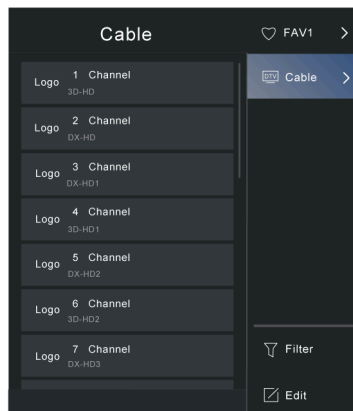 Cable
Logo 1 Channel
3D-HD
Logo 2 Channel
DX-HD
Logo 3 Channel
DX-HD1
Logo 4 Channel
3D-HD1
Logo 5 Channel
DX-HD2
Logo 6 Channel
3D-HD2
Logo 7 Channel
DX-HD3
FAV1
DTV Cable
Filter
Edit